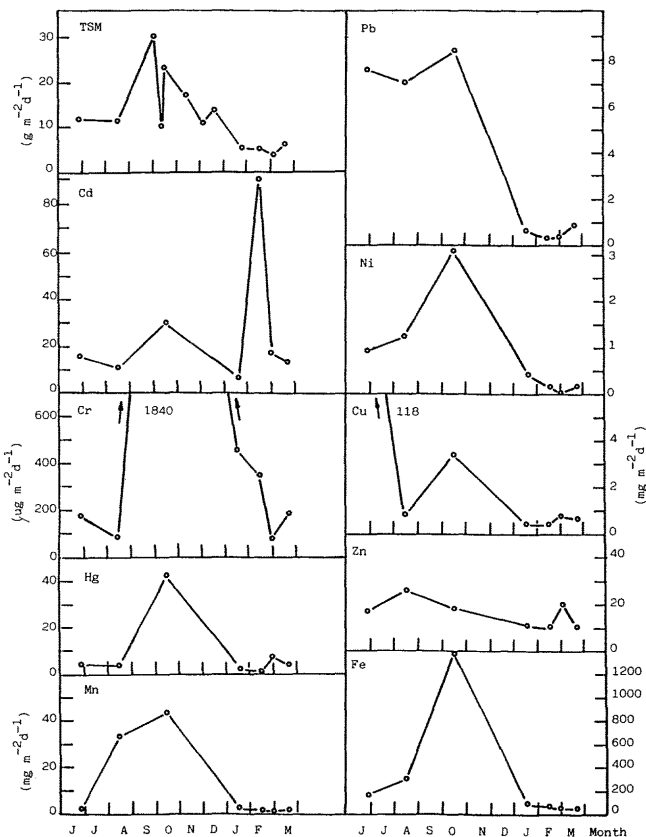 TSM
30
20
10
0
(g m⁻²d⁻¹)
Cd
80
60
40
20
0
Cr
1840
600
400
200
0
(µg m⁻²d⁻¹)
Hg
40
20
0
Mn
40
20
0
(mg m⁻²d⁻¹)
J J A S O N D J F M
Pb
8
6
4
2
0
Ni
3
2
1
0
Cu
118
4
2
0
(mg m⁻²d⁻¹)
Zn
40
20
0
Fe
1200
1000
800
600
400
200
0
J J A S O N D J F M Month